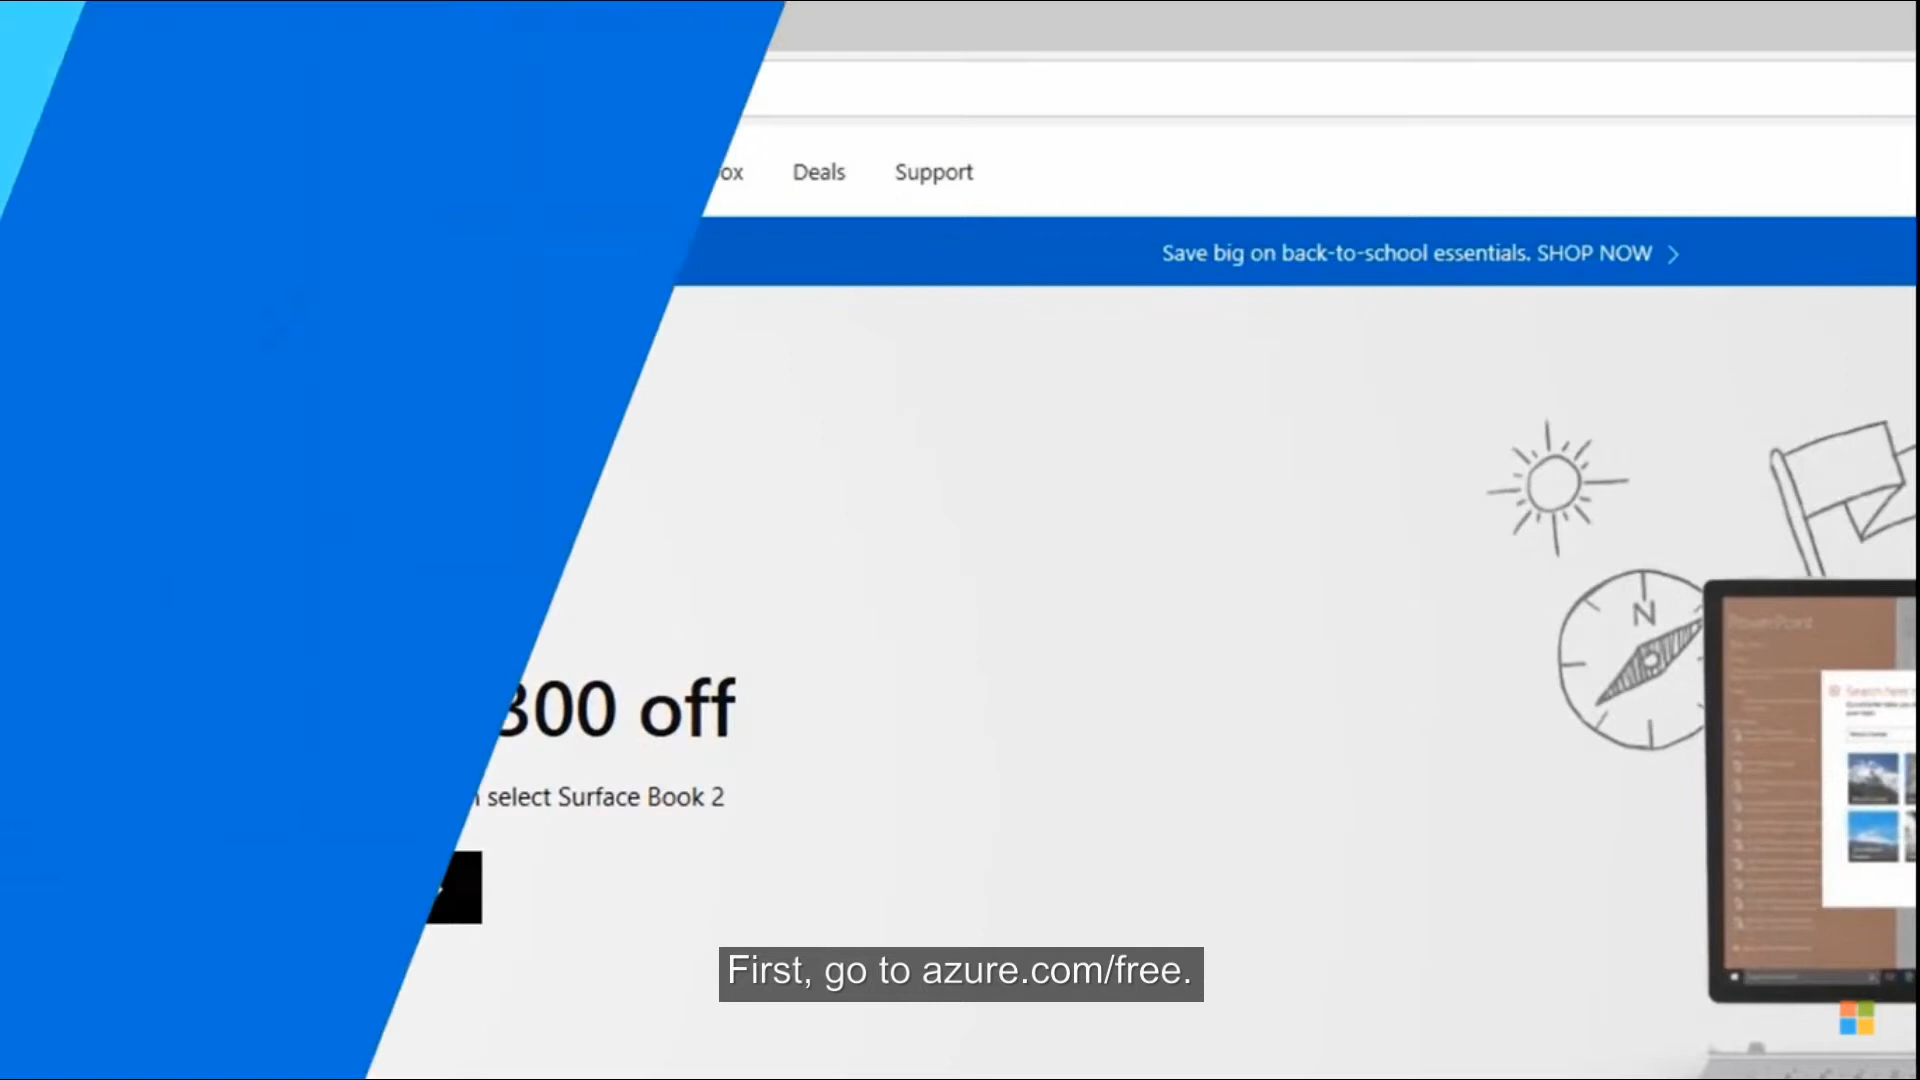 Deals Support
Save big on back-to-school essentials. SHOP NOW
N
PowerPoint
300 off
select Surface Book 2
First, go to azure.com/free.